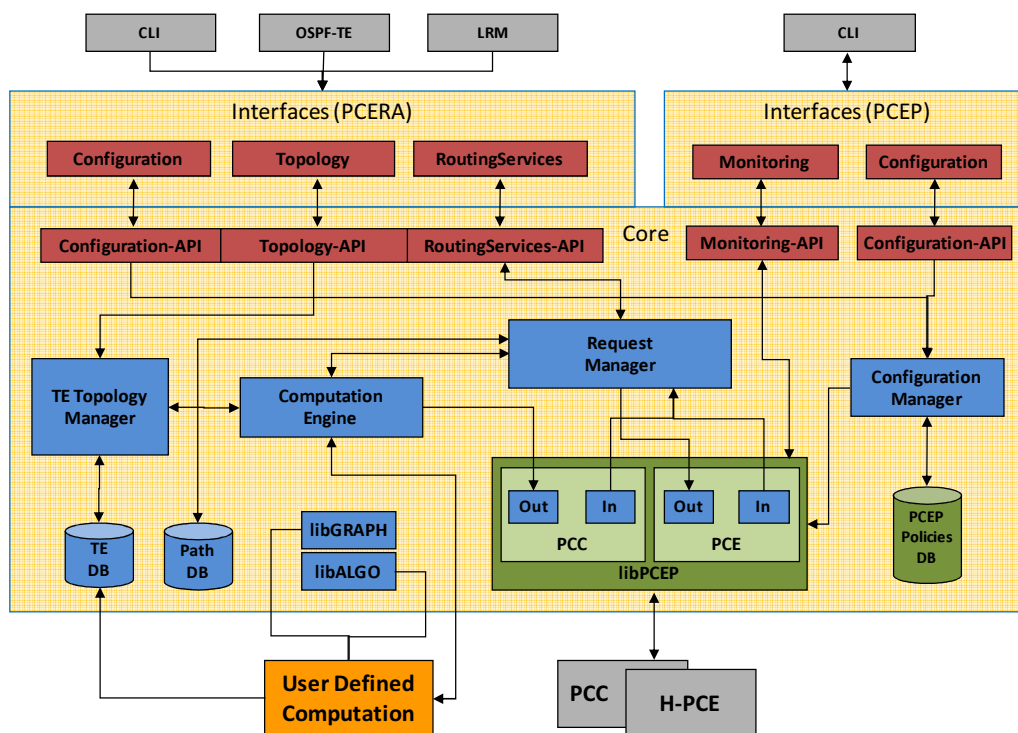 CLI
OSPF-TE
LRM
CLI
Interfaces (PCERA)
Interfaces (PCEP)
Configuration
Topology
RoutingServices
Monitoring
Configuration
Configuration-API
Topology-API
RoutingServices-API
Core
Monitoring-API
Configuration-API
Request
Manager
TE Topology
Manager
Computation
Engine
Configuration
Manager
Out
In
Out
In
PCC
PCE
libPCEP
TE
DB
Path
DB
libGRAPH
libALGO
PCEP
Policies
DB
User Defined
Computation
PCC
H-PCE